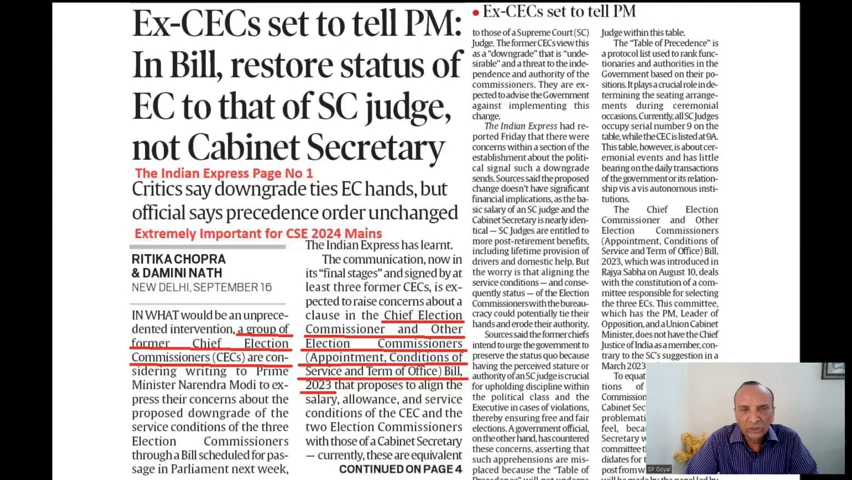 Ex-CECs set to tell PM:
In Bill, restore status of
EC to that of SC judge,
not Cabinet Secretary
The Indian Express Page No 1
Critics say downgrade ties EC hands, but
official says precedence order unchanged
Extremely Important for CSE 2024 Mains
RITIKA CHOPRA
& DAMINI NATH
NEW DELHI, SEPTEMBER 16
IN WHAT would be an unprece-
dented intervention, a group of
former Chief Election
Commissioners (CECs) are con-
sidering writing to Prime
Minister Narendra Modi to ex-
press their concerns about the
proposed downgrade of the
service conditions of the three
Election Commissioners
through a Bill scheduled for pas-
sage in Parliament next week,
The Indian Express has learnt.
The communication, now in
its "final stages" and signed by at
least three former CECs, is ex-
pected to raise concerns about a
clause in the Chief Election
Commissioner and Other
Election Commissioners
(Appointment, Conditions of
Service and Term of Office) Bill,
2023 that proposes to align the
salary, allowance, and service
conditions of the CEC and the
two Election Commissioners
with those of a Cabinet Secretary
— currently, these are equivalent
CONTINUED ON PAGE 4
• Ex-CECs set to tell PM
to those of a Supreme Court (SC)
Judge. The former CECs view this
as a "downgrade" that is "unde-
sirable" and a threat to the inde-
pendence and authority of the
commissioners. They are ex-
pected to advise the Government
against implementing this
change.
The Indian Express had re-
ported Friday that there were
concerns within a section of the
establishment about the politi-
cal signal such a downgrade
sends. Sources said the proposed
change doesn't have significant
financial implications, as the ba-
sic salary of an SC judge and the
Cabinet Secretary is nearly iden-
tical — SC Judges are entitled to
more post-retirement benefits,
including lifetime provision of
drivers and domestic help. But
the worry is that aligning the
service conditions — and conse-
quently status — of the Election
Commissioners with the bureau-
cracy could potentially tie their
hands and erode their authority.
Sources said the former chiefs
intend to urge the government to
preserve the status quo because
having the perceived stature or
authority of an SC judge is crucial
for upholding discipline within
the political class and the
Executive in cases of violations,
thereby ensuring free and fair
elections. A government official,
on the other hand, has countered
these concerns, asserting that
such apprehensions are mis-
placed because the "Table of
Judge within this table.
The "Table of Precedence" is
a protocol list used to rank func-
tionaries and authorities in the
Government based on their po-
sitions. It plays a crucial role in de-
termining the seating arrange-
ments during ceremonial
occasions. Currently, all SC Judges
occupy serial number 9 on the
table, while the CEC is listed at 9A.
This table, however, is about cer-
emonial events and has little
bearing on the daily transactions
of the government or its relation-
ship vis a vis autonomous insti-
tutions.
The Chief Election
Commissioner and Other
Election Commissioners
(Appointment, Conditions of
Service and Term of Office) Bill,
2023, which was introduced in
Rajya Sabha on August 10, deals
with the constitution of a com-
mittee responsible for selecting
the three ECs. This committee,
which has the PM, Leader of
Opposition, and a Union Cabinet
Minister, does not have the Chief
Justice of India as a member, con-
trary to the SC's suggestion in a
March 2023
To equat
tions of
Commission
Cabinet Sec
problemati
feel, beca
Secretary w
committee th
didates for t
post from w
SP Goyal